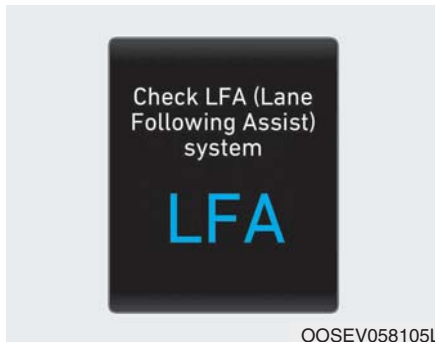 Check LFA (Lane
Following Assist)
system
LFA
OOSEV058105L